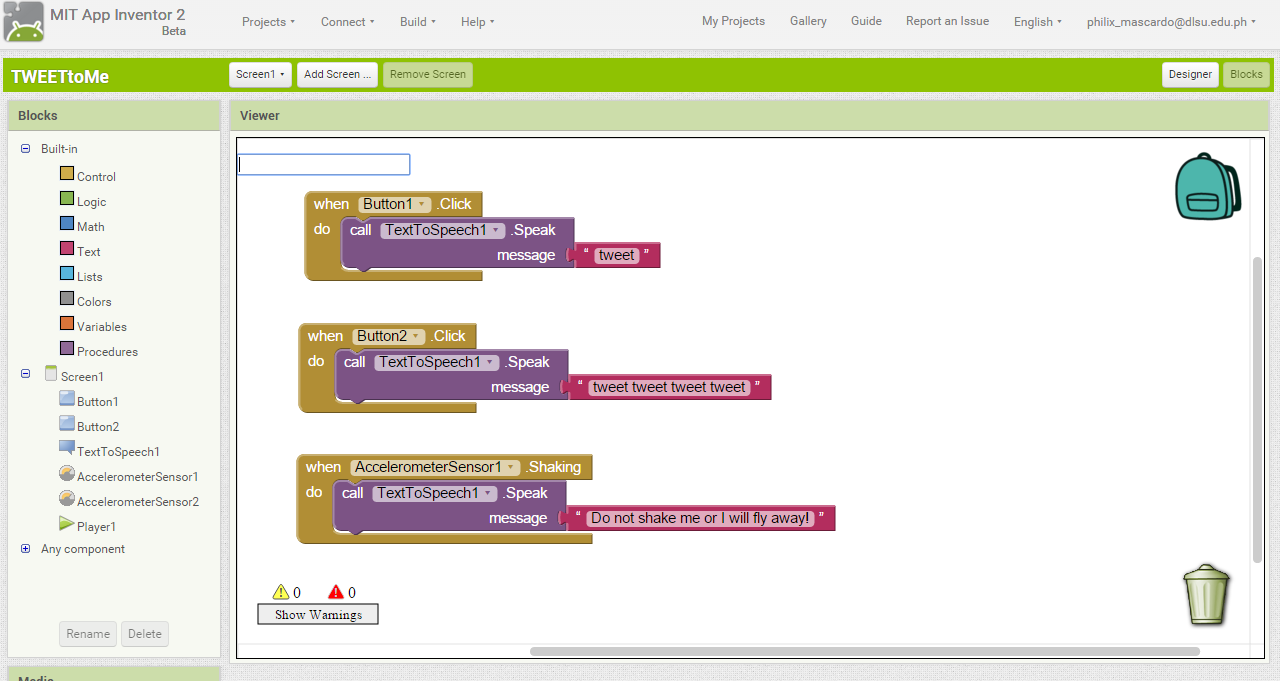 MIT App Inventor 2
Beta
Projects Connect Build Help My Projects Gallery Guide Report an Issue English philix_mascardo@dlsu.edu.ph
TWEETtoMe Screen1 Add Screen ... Remove Screen Designer Blocks
Blocks
Built-in
Control
Logic
Math
Text
Lists
Colors
Variables
Procedures
Screen1
Button1
Button2
TextToSpeech1
AccelerometerSensor1
AccelerometerSensor2
Player1
Any component
Rename Delete
Media
Viewer
when Button1 .Click
do call TextToSpeech1 .Speak
message " tweet "
when Button2 .Click
do call TextToSpeech1 .Speak
message " tweet tweet tweet tweet "
when AccelerometerSensor1 .Shaking
do call TextToSpeech1 .Speak
message " Do not shake me or I will fly away! "
0 0
Show Warnings